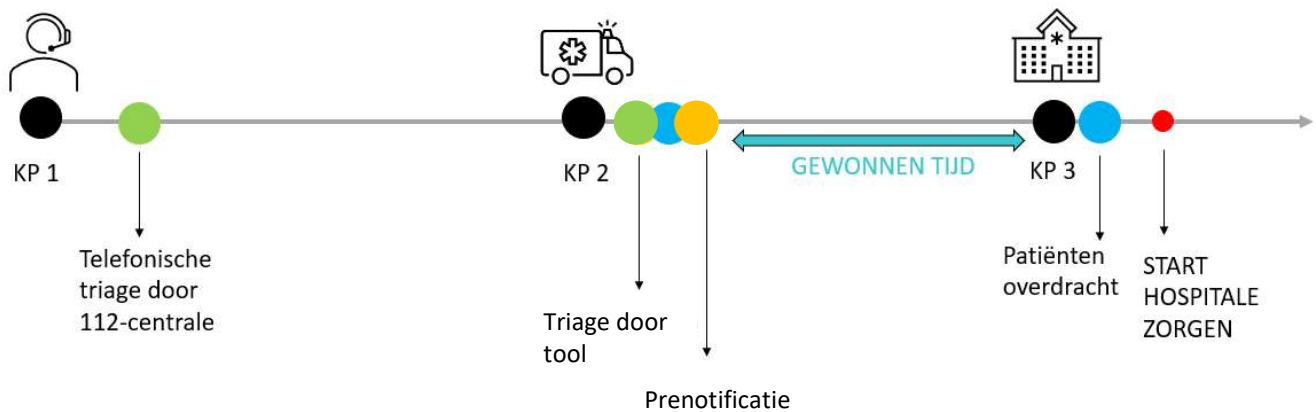 KP 1
KP 2
GEWONNEN TIJD
KP 3
Telefonische
triage door
112-centrale
Triage door
tool
Prenotificatie
Patiënten
overdracht
START
HOSPITALE
ZORGEN